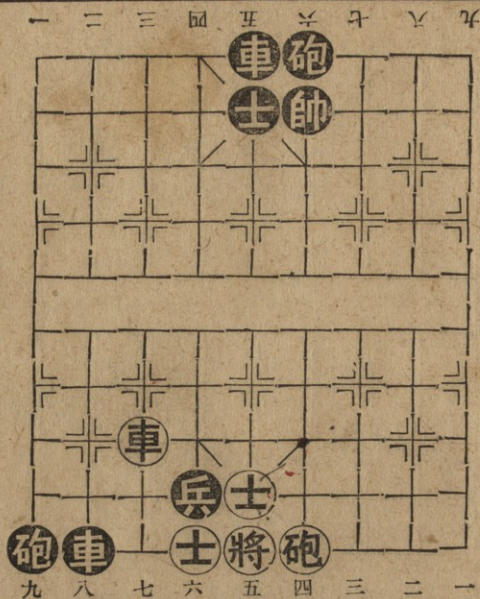 一 二 三 四 五 六 七 八 九
車 砲
士 帥
車
兵 士
砲 車 士 將 砲
九 八 七 六 五 四 三 二 一